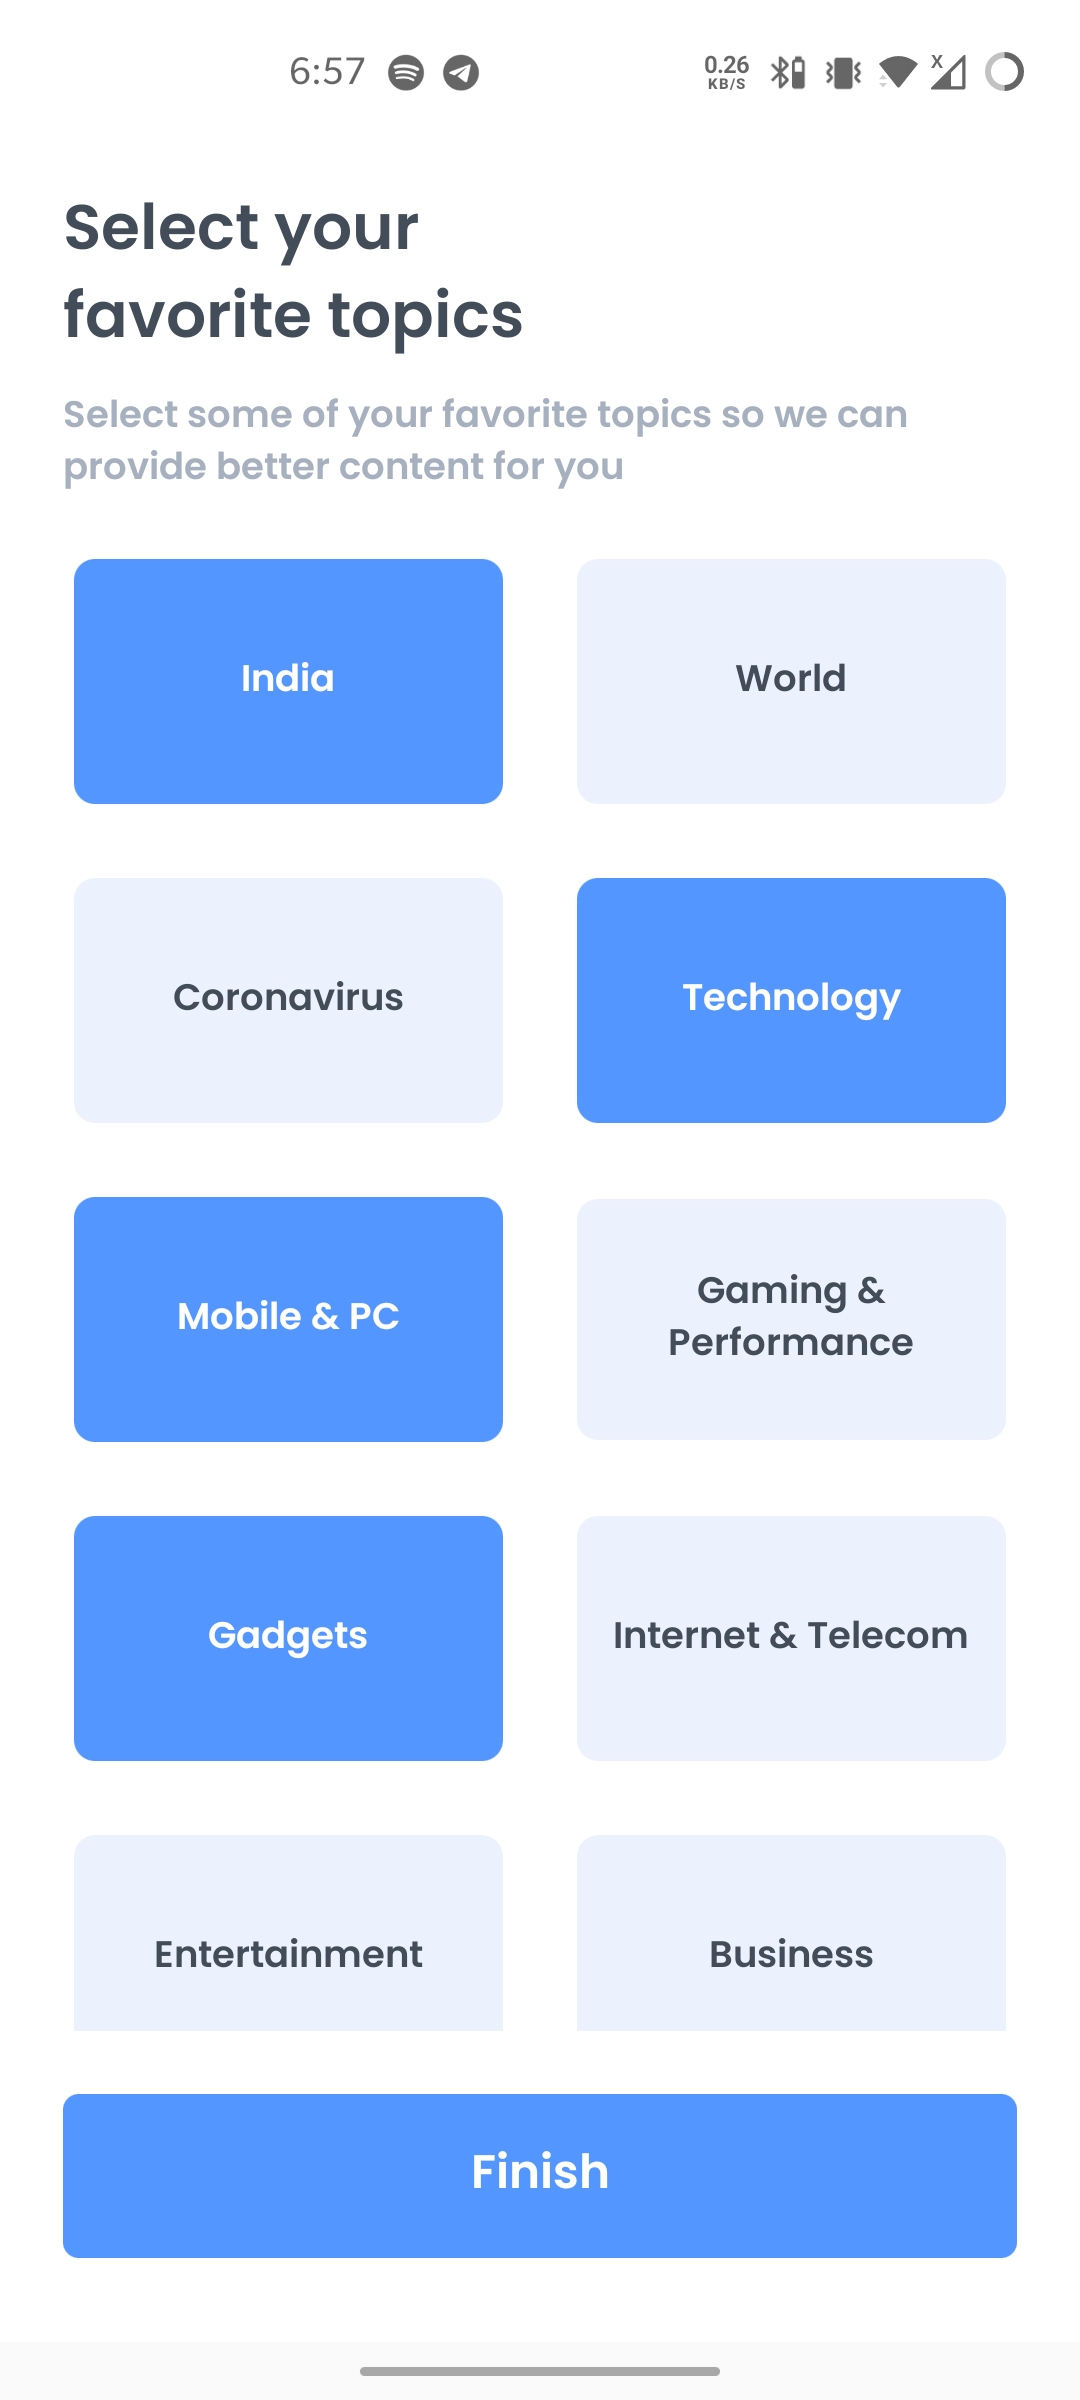 6:57
0.26
KB/S
X
Select your
favorite topics
Select some of your favorite topics so we can
provide better content for you
India
World
Coronavirus
Technology
Mobile & PC
Gaming &
Performance
Gadgets
Internet & Telecom
Entertainment
Business
Finish